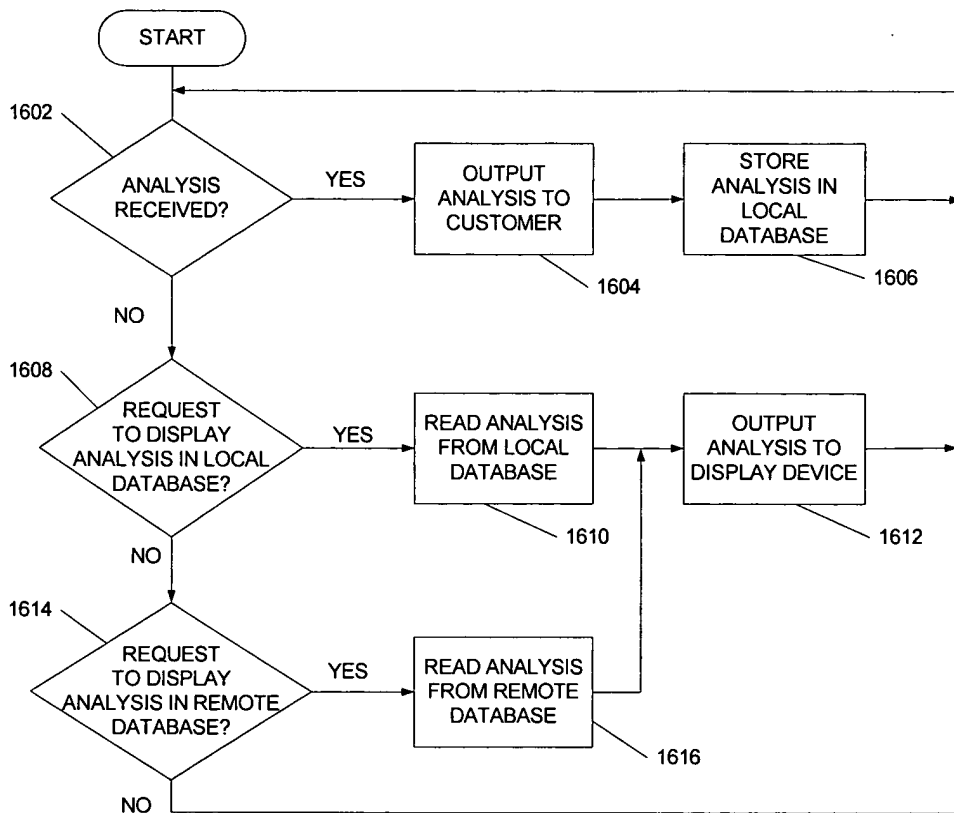 START
1602
ANALYSIS
RECEIVED?
YES
OUTPUT
ANALYSIS TO
CUSTOMER
1604
STORE
ANALYSIS IN
LOCAL
DATABASE
1606
NO
1608
REQUEST
TO DISPLAY
ANALYSIS IN LOCAL
DATABASE?
YES
READ ANALYSIS
FROM LOCAL
DATABASE
1610
OUTPUT
ANALYSIS TO
DISPLAY DEVICE
1612
NO
1614
REQUEST
TO DISPLAY
ANALYSIS IN REMOTE
DATABASE?
YES
READ ANALYSIS
FROM REMOTE
DATABASE
1616
NO